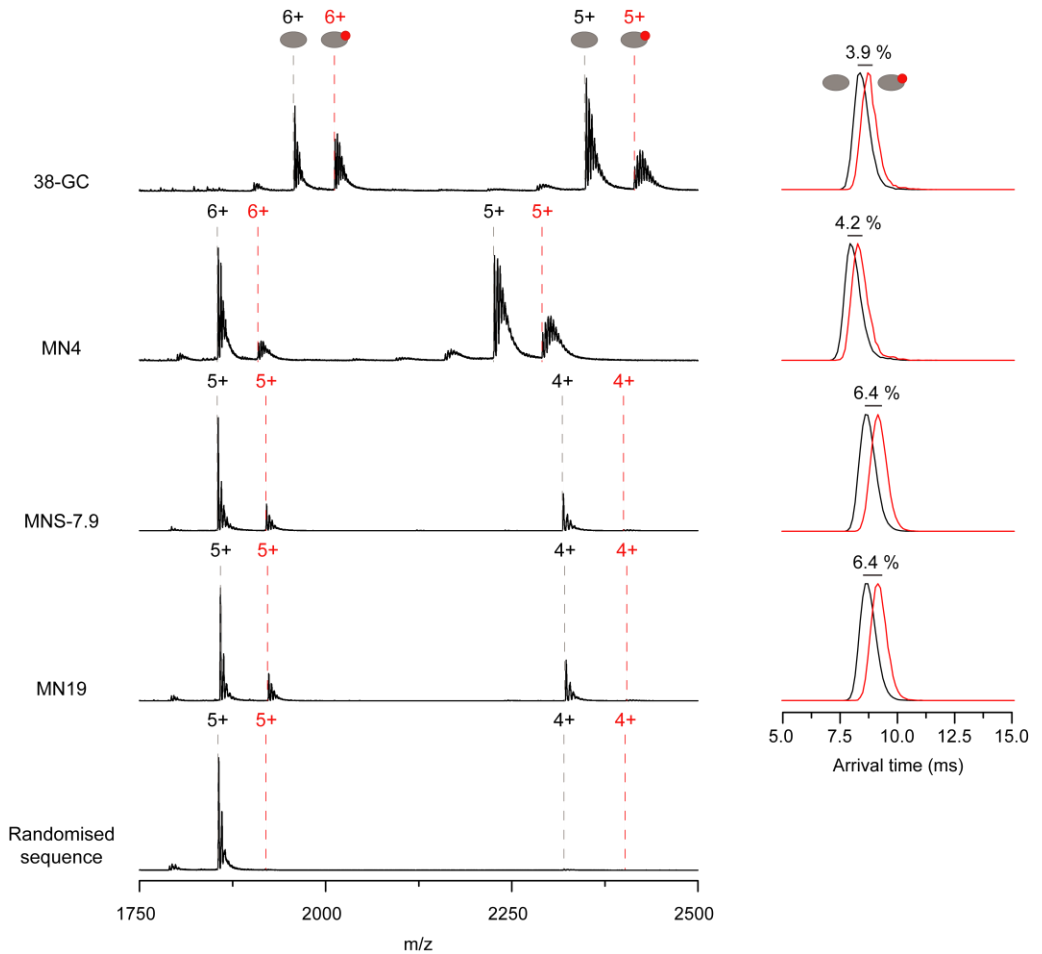 6+ 6+ 5+ 5+
3.9 %
38-GC
6+ 6+ 5+ 5+
4.2 %
MN4
5+ 5+ 4+ 4+
6.4 %
MNS-7.9
5+ 5+ 4+ 4+
6.4 %
MN19
5+ 5+ 4+ 4+
5.0 7.5 10.0 12.5 15.0
Arrival time (ms)
Randomised
sequence
1750 2000 2250 2500
m/z